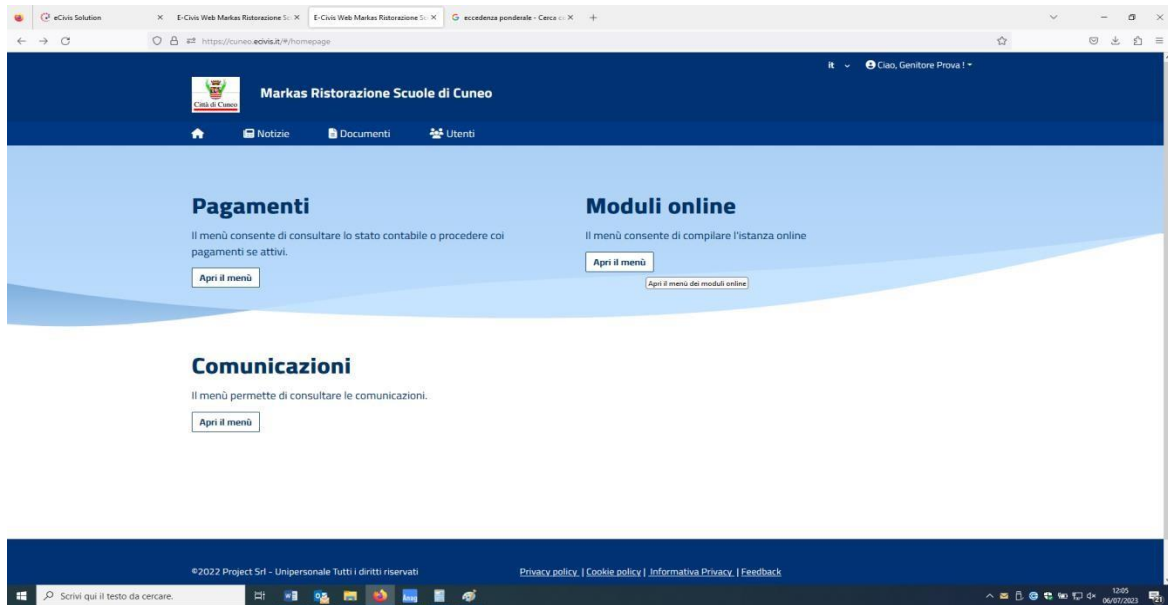 eCivis Solution
E-Civis Web Markas Ristorazione Sc
E-Civis Web Markas Ristorazione Sc
eccedenza ponderale - Cerca c
https://cuneo.ecivis.it/#/homepage
it
Ciao, Genitore Prova !
Città di Cuneo
Markas Ristorazione Scuole di Cuneo
Notizie
Documenti
Utenti
Pagamenti
Il menù consente di consultare lo stato contabile o procedere coi
pagamenti se attivi.
Apri il menù
Moduli online
Il menù consente di compilare l'istanza online
Apri il menù
Apri il menù dei moduli online
Comunicazioni
Il menù permette di consultare le comunicazioni.
Apri il menù
©2022 Project Srl - Unipersonale Tutti i diritti riservati
Privacy policy | Cookie policy | Informativa Privacy | Feedback
Scrivi qui il testo da cercare.
12:05
06/07/2023